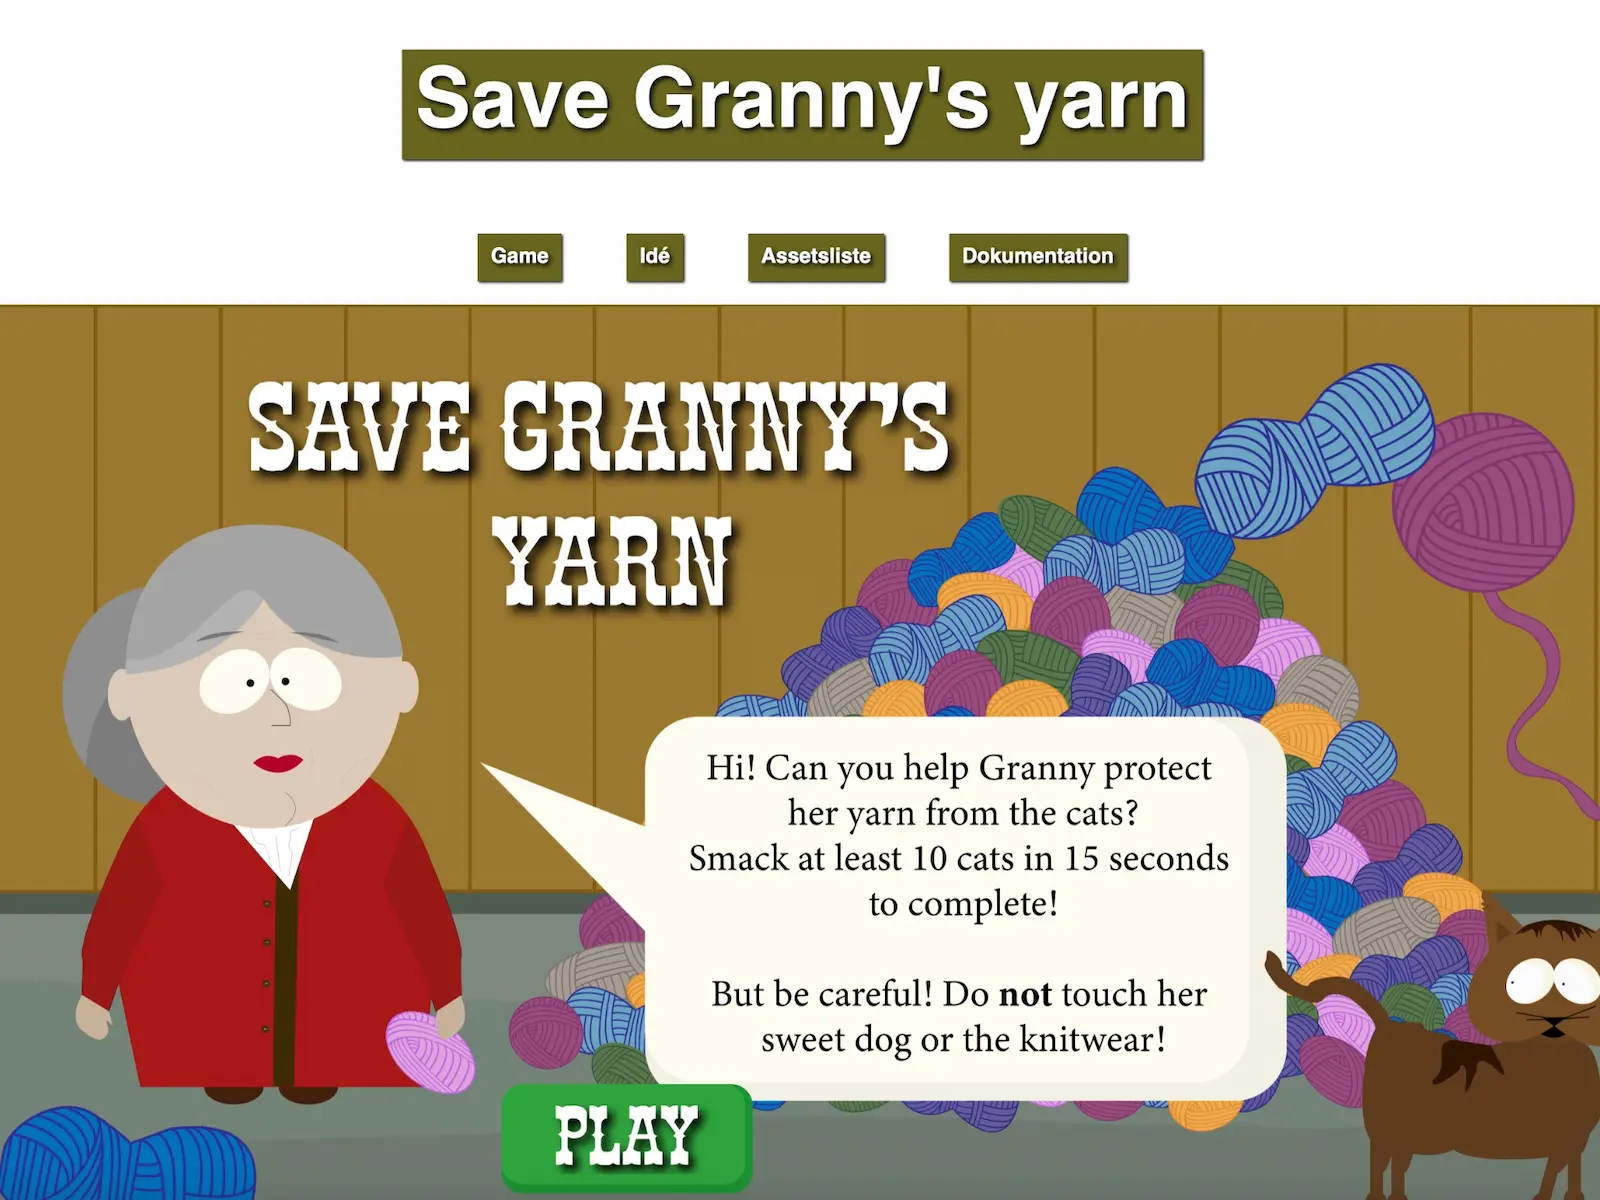 Save Granny's yarn
Game
Idé
Assetsliste
Dokumentation
SAVE GRANNY'S
YARN
Hi! Can you help Granny protect
her yarn from the cats?
Smack at least 10 cats in 15 seconds
to complete!
But be careful! Do not touch her
sweet dog or the knitwear!
PLAY